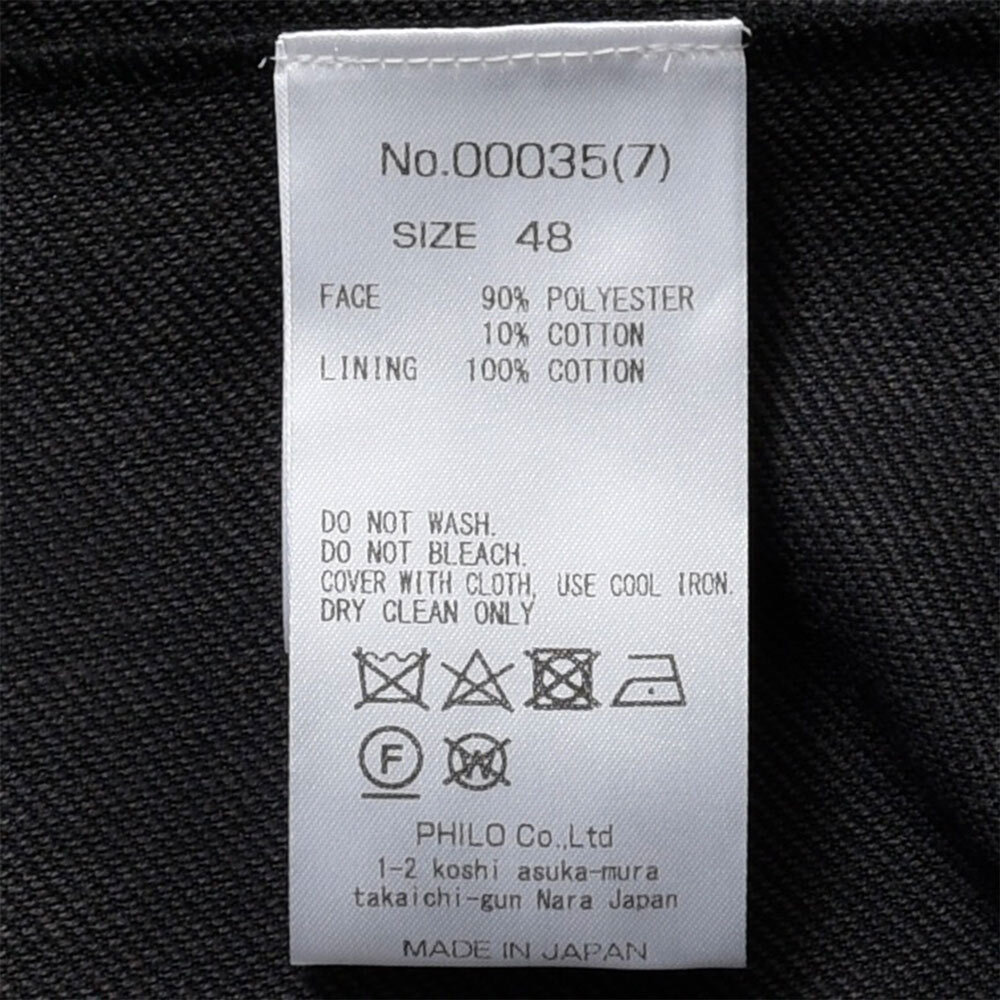 No.00035(7)
SIZE 48
FACE 90% POLYESTER
10% COTTON
LINING 100% COTTON
DO NOT WASH.
DO NOT BLEACH.
COVER WITH CLOTH, USE COOL IRON.
DRY CLEAN ONLY
F W
PHILO Co.,Ltd
1-2 koshi asuka-mura
takaichi-gun Nara Japan
MADE IN JAPAN